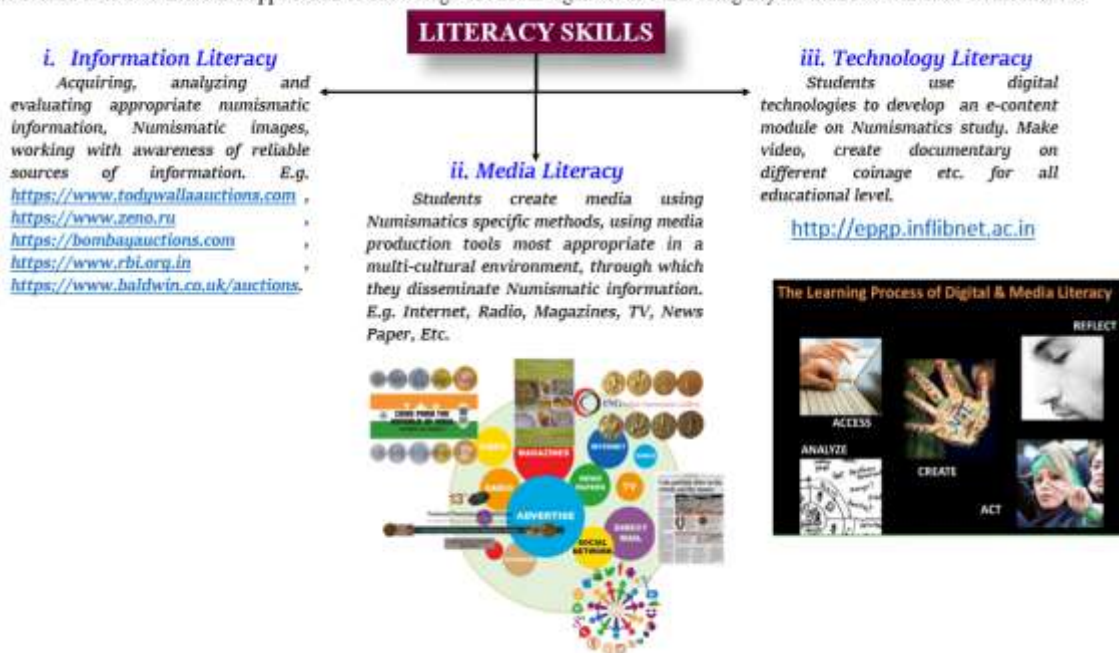 LITERACY SKILLS
i. Information Literacy
Acquiring, analyzing and
evaluating appropriate numismatic
information, Numismatic images,
working with awareness of reliable
sources of information. E.g.
https://www.todywallaauctions.com ,
https://www.zeno.ru ,
https://bombayauctions.com ,
https://www.rbi.org.in ,
https://www.baldwin.co.uk/auctions.
ii. Media Literacy
Students create media using
Numismatics specific methods, using media
production tools most appropriate in a
multi-cultural environment, through which
they disseminate Numismatic information.
E.g. Internet, Radio, Magazines, TV, News
Paper, Etc.
MAGAZINES
INTERNET
RADIO
NEWS
PAPERS
TV
ADVERTISE
SOCIAL
NETWORK
DIRECT
MAIL
COINS FROM THE
REPUBLIC OF INDIA
iii. Technology Literacy
Students use digital
technologies to develop an e-content
module on Numismatics study. Make
video, create documentary on
different coinage etc. for all
educational level.
http://epgp.inflibnet.ac.in
The Learning Process of Digital & Media Literacy
REFLECT
ACCESS
ANALYZE
CREATE
ACT